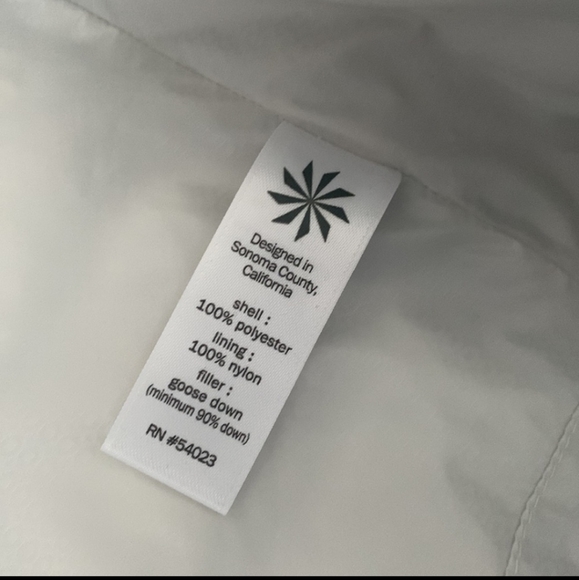 Designed in
Sonoma County,
California
shell :
100% polyester
lining :
100% nylon
filler :
goose down
(minimum 90% down)
RN #54023